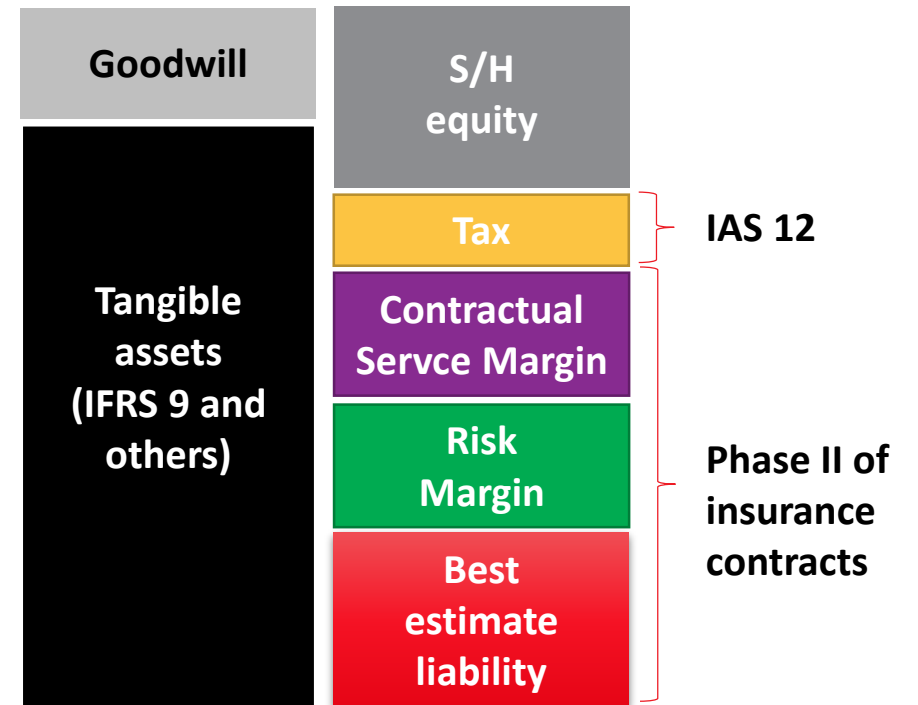 Goodwill
Tangible
assets
(IFRS 9 and
others)
S/H
equity
Tax
Contractual
Servce Margin
Risk
Margin
Best
estimate
liability
IAS 12
Phase II of
insurance
contracts